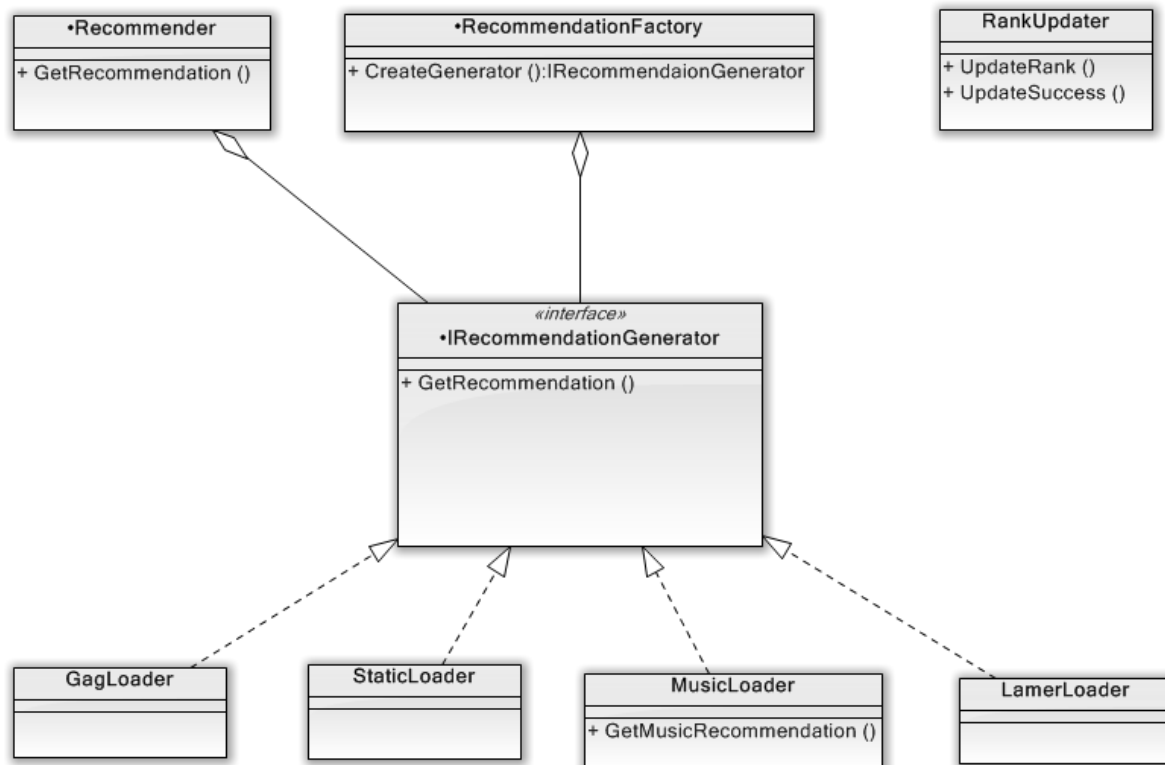 •Recommender
+ GetRecommendation ()
•RecommendationFactory
+ CreateGenerator ():IRecommendaionGenerator
RankUpdater
+ UpdateRank ()
+ UpdateSuccess ()
«interface»
•IRecommendationGenerator
+ GetRecommendation ()
GagLoader
StaticLoader
MusicLoader
+ GetMusicRecommendation ()
LamerLoader